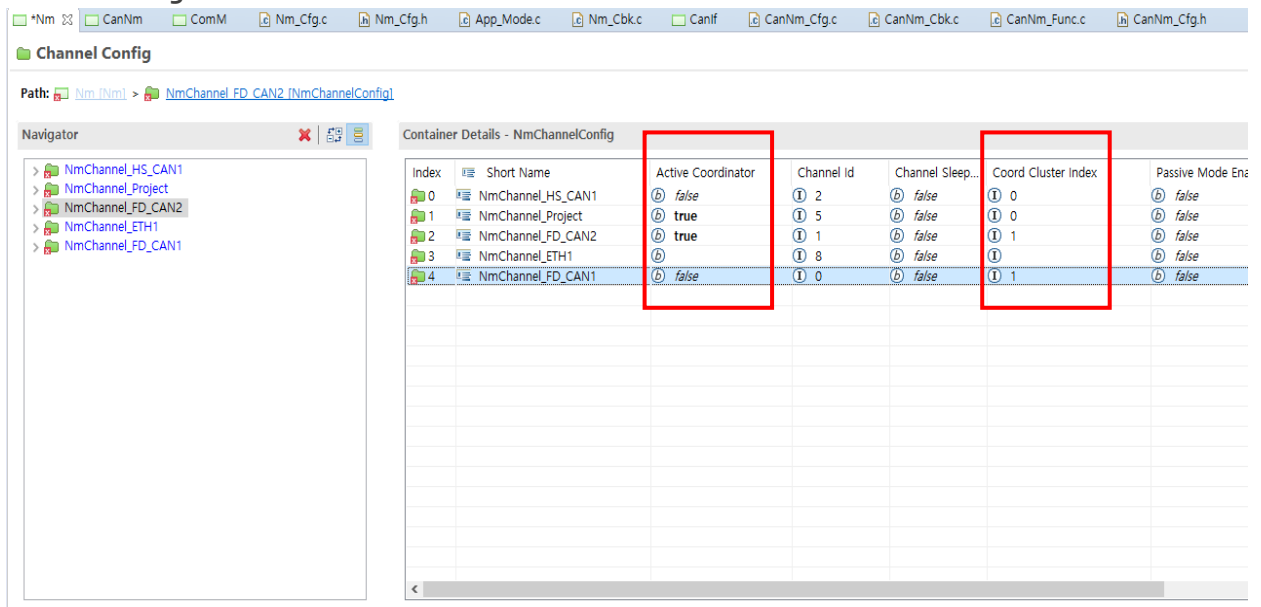 *Nm CanNm ComM Nm_Cfg.c Nm_Cfg.h App_Mode.c Nm_Cbk.c CanIf CanNm_Cfg.c CanNm_Cbk.c CanNm_Func.c CanNm_Cfg.h
Channel Config
Path: Nm [Nm] > NmChannel_FD_CAN2 [NmChannelConfig]
Navigator
NmChannel_HS_CAN1
NmChannel_Project
NmChannel_FD_CAN2
NmChannel_ETH1
NmChannel_FD_CAN1
Container Details - NmChannelConfig
Index Short Name Active Coordinator Channel Id Channel Sleep... Coord Cluster Index Passive Mode Ena
0 NmChannel_HS_CAN1 false 2 false 0 false
1 NmChannel_Project true 5 false 0 false
2 NmChannel_FD_CAN2 true 1 false 1 false
3 NmChannel_ETH1 8 false false
4 NmChannel_FD_CAN1 false 0 false 1 false